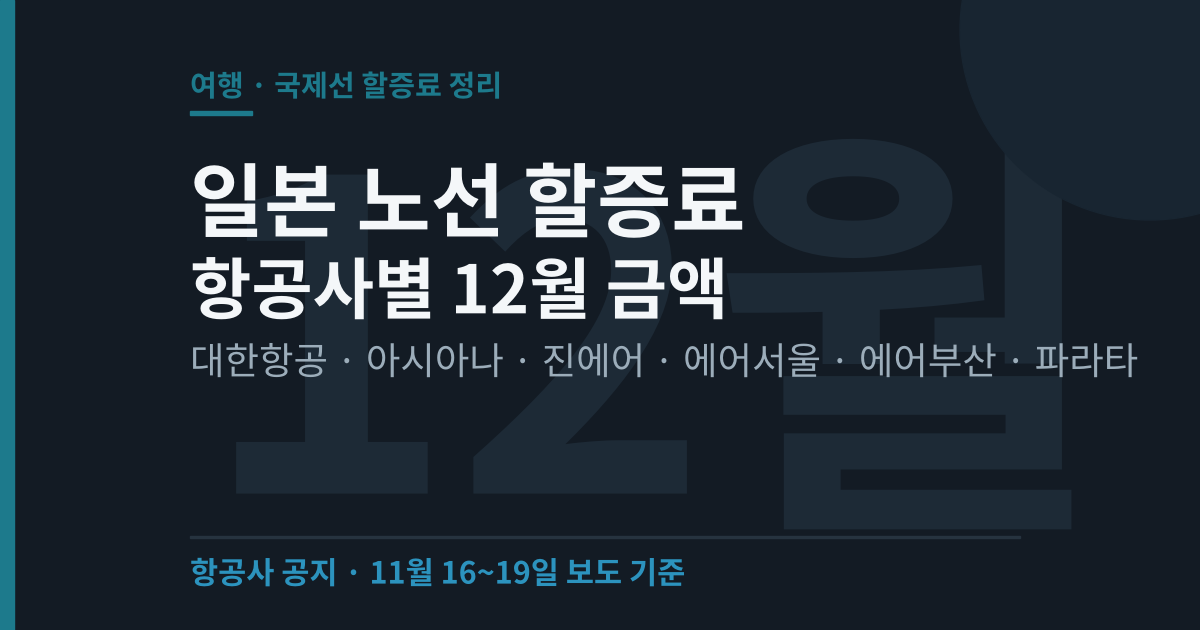 여행 · 국제선 할증료 정리
일본 노선 할증료
항공사별 12월 금액
대한항공 · 아시아나 · 진에어 · 에어서울 · 에어부산 · 파라타
12월
항공사 공지 · 11월 16~19일 보도 기준